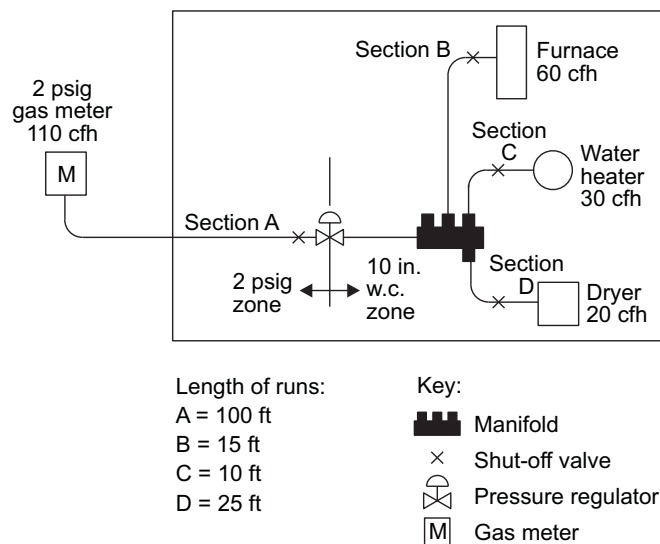 2 psig
gas meter
110 cfh
M
Section A
2 psig
zone
10 in.
w.c.
zone
Section B
Furnace
60 cfh
Section
C
Water
heater
30 cfh
Section
D
Dryer
20 cfh
Length of runs:
A = 100 ft
B = 15 ft
C = 10 ft
D = 25 ft
Key:
Manifold
Shut-off valve
Pressure regulator
M Gas meter